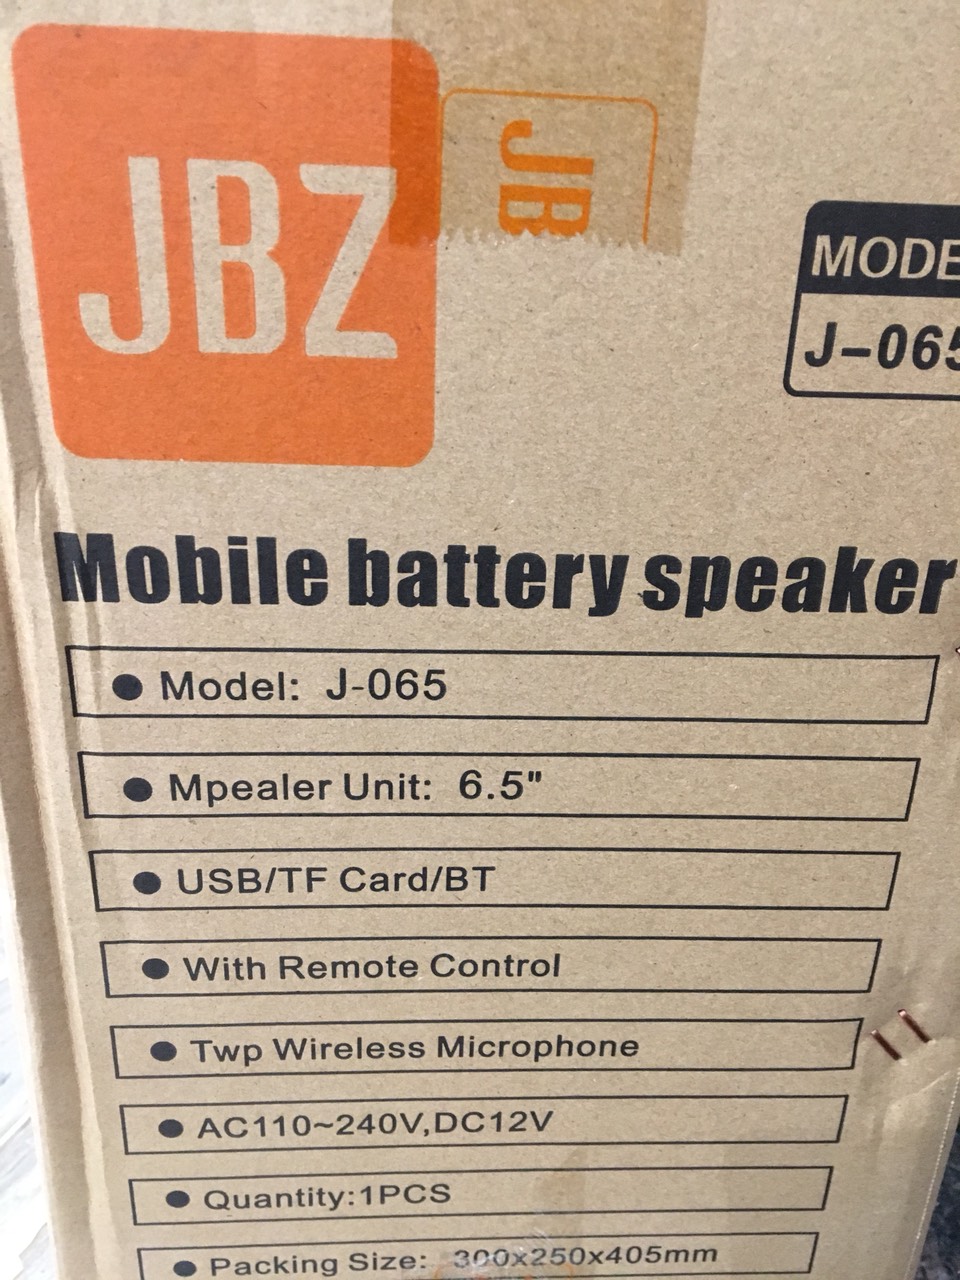 JBZ
JB
MODE
J-065
Mobile battery speaker
● Model: J-065
● Mpealer Unit: 6.5"
● USB/TF Card/BT
● With Remote Control
● Twp Wireless Microphone
● AC110~240V,DC12V
● Quantity:1PCS
● Packing Size: 300x250x405mm